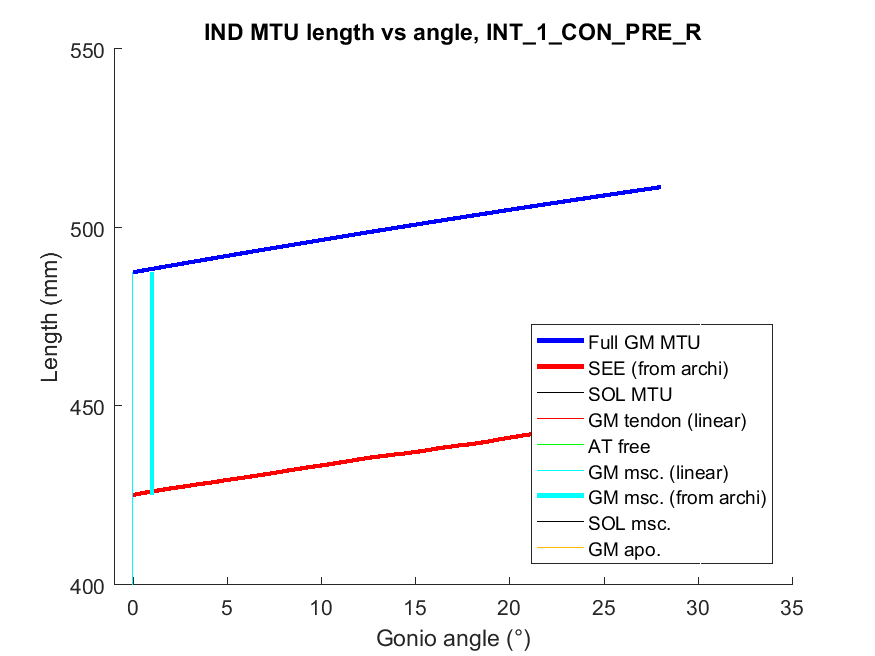 IND MTU length vs angle, INT_1_CON_PRE_R
550
500
450
400
Length (mm)
0 5 10 15 20 25 30 35
Gonio angle (°)
Full GM MTU
SEE (from archi)
SOL MTU
GM tendon (linear)
AT free
GM msc. (linear)
GM msc. (from archi)
SOL msc.
GM apo.